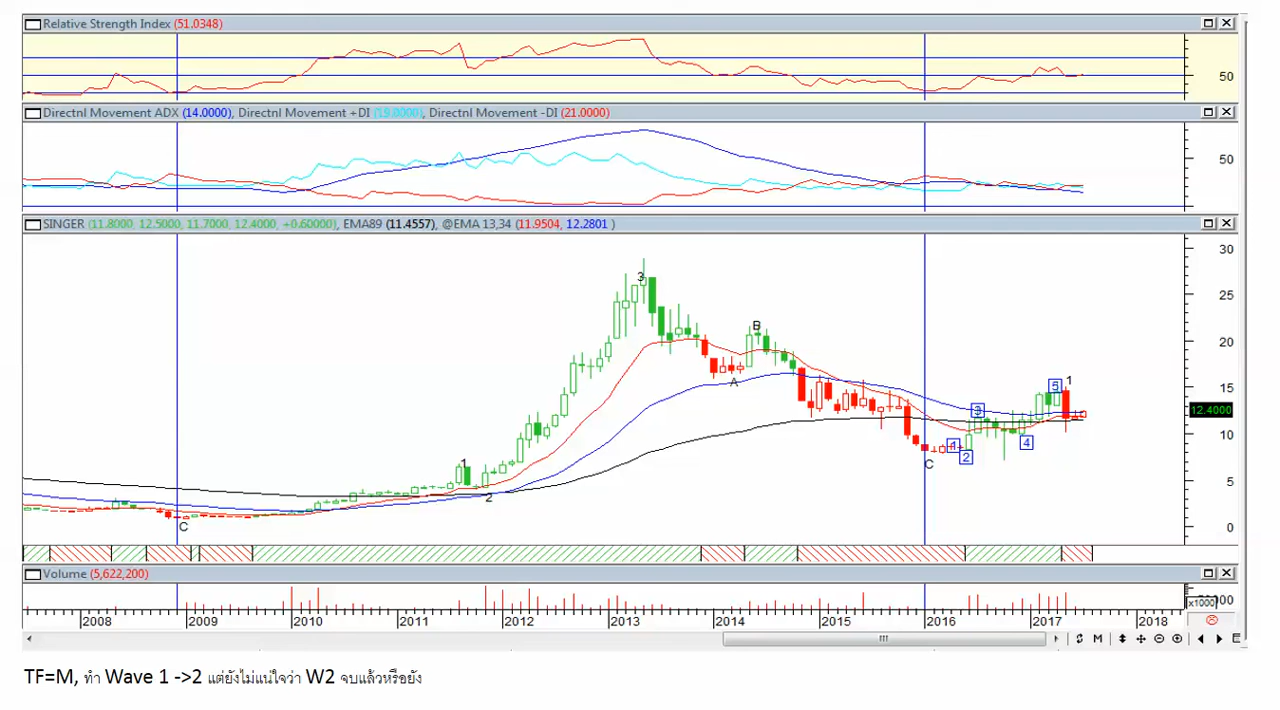 Relative Strength Index (51.0348)
50
Directnl Movement ADX (14.0000), Directnl Movement +DI (19.0000), Directnl Movement -DI (21.0000)
50
SINGER (11.8000, 12.5000, 11.7000, 12.4000, +0.60000), EMA89 (11.4557), @EMA 13,34 (11.9504, 12.2801 )
30
3
25
B
20
A
5 1
15
3
12.4000
10
4
1
2
C
1
2
5
C
0
Volume (5,622,200)
x1000
2008 2009 2010 2011 2012 2013 2014 2015 2016 2017 2018
M
TF=M, ทำ Wave 1 ->2 แต่ยังไม่แน่ใจว่า W2 จบแล้วหรือยัง